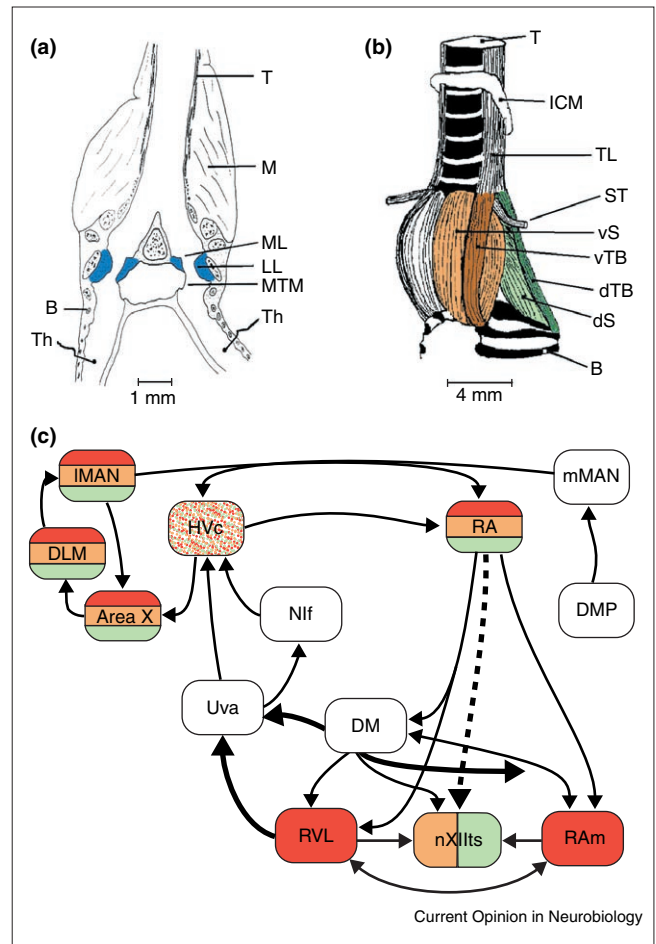 (a)
T
M
ML
LL
MTM
B
Th
Th
1 mm
(b)
T
ICM
TL
ST
vS
vTB
dTB
dS
B
4 mm
(c)
lMAN
mMAN
HVc
RA
DLM
Area X
NIf
DMP
Uva
DM
RVL
nXIIts
RAm
Current Opinion in Neurobiology